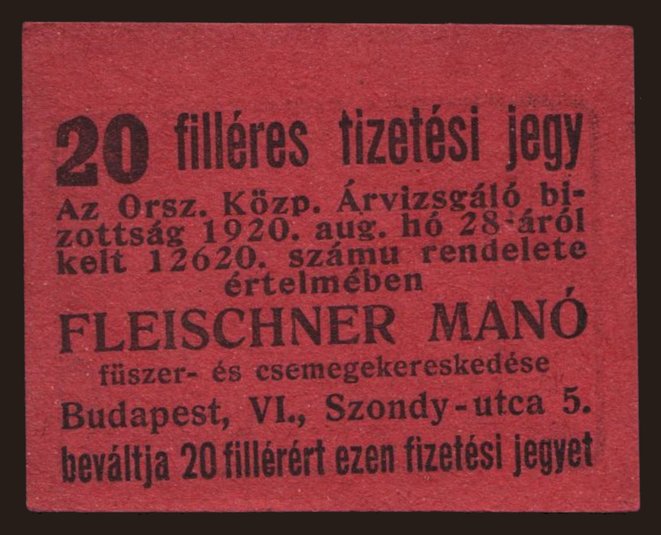 20 filléres tizetési jegy
Az Orsz. Közp. Árvizsgáló bi-
zottság 1920. aug. hó 28-áról
kelt 12620. számu rendelete
értelmében
FLEISCHNER MANÓ
füszer- és csemegekereskedése
Budapest, VI., Szondy-utca 5.
beváltja 20 fillérért ezen fizetési jegyet